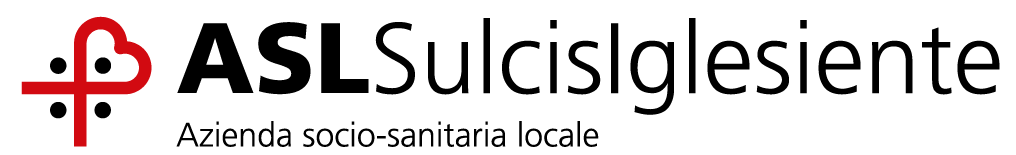 ASLSulcisIglesiente
Azienda socio-sanitaria locale